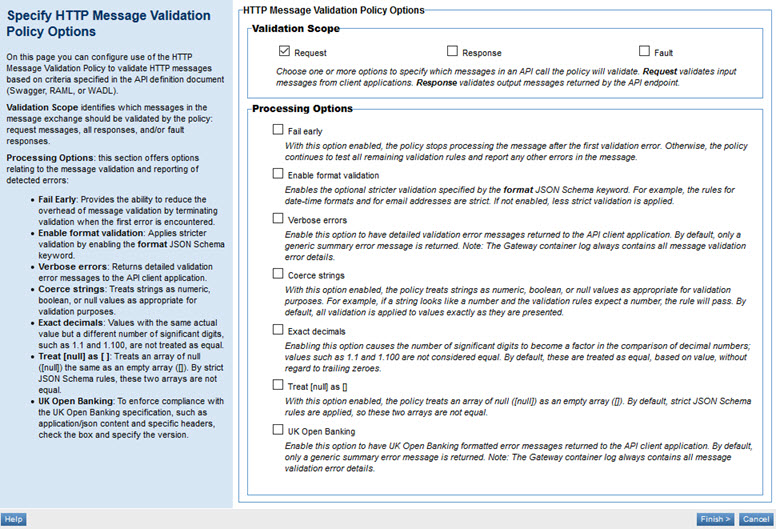 Specify HTTP Message Validation
Policy Options
On this page you can configure use of the HTTP
Message Validation Policy to validate HTTP messages
based on criteria specified in the API definition document
(Swagger, RAML, or WADL).
Validation Scope identifies which messages in the
message exchange should be validated by the policy:
request messages, all responses, and/or fault
responses.
Processing Options: this section offers options
relating to the message validation and reporting of
detected errors:
• Fail Early: Provides the ability to reduce the
overhead of message validation by terminating
validation when the first error is encountered.
• Enable format validation: Applies stricter
validation by enabling the format JSON Schema
keyword.
• Verbose errors: Returns detailed validation
error messages to the API client application.
• Coerce strings: Treats strings as numeric,
boolean, or null values as appropriate for
validation purposes.
• Exact decimals: Values with the same actual
value but a different number of significant digits,
such as 1.1 and 1.100, are not treated as equal.
• Treat [null] as [ ]: Treats an array of null
([null]) the same as an empty array ([]). By strict
JSON Schema rules, these two arrays are not
equal.
• UK Open Banking: To enforce compliance with
the UK Open Banking specification, such as
application/json content and specific headers,
check the box and specify the version.
HTTP Message Validation Policy Options
Validation Scope
Request Response Fault
Choose one or more options to specify which messages in an API call the policy will validate. Request validates input
messages from client applications. Response validates output messages returned by the API endpoint.
Processing Options
Fail early
With this option enabled, the policy stops processing the message after the first validation error. Otherwise, the policy
continues to test all remaining validation rules and report any other errors in the message.
Enable format validation
Enables the optional stricter validation specified by the format JSON Schema keyword. For example, the rules for
date-time formats and for email addresses are strict. If not enabled, less strict validation is applied.
Verbose errors
Enable this option to have detailed validation error messages returned to the API client application. By default, only a
generic summary error message is returned. Note: The Gateway container log always contains all message validation
error details.
Coerce strings
With this option enabled, the policy treats strings as numeric, boolean, or null values as appropriate for validation
purposes. For example, if a string looks like a number and the validation rules expect a number, the rule will pass. By
default, all validation is applied to values exactly as they are presented.
Exact decimals
Enabling this option causes the number of significant digits to become a factor in the comparison of decimal numbers;
values such as 1.1 and 1.100 are not considered equal. By default, these are treated as equal, based on value, without
regard to trailing zeroes.
Treat [null] as []
With this option enabled, the policy treats an array of null ([null]) as an empty array ([]). By default, strict JSON Schema
rules are applied, so these two arrays are not equal.
UK Open Banking
Enable this option to have UK Open Banking formatted error messages returned to the API client application. By default,
only a generic summary error message is returned. Note: The Gateway container log always contains all message
validation error details.
Help Finish > Cancel